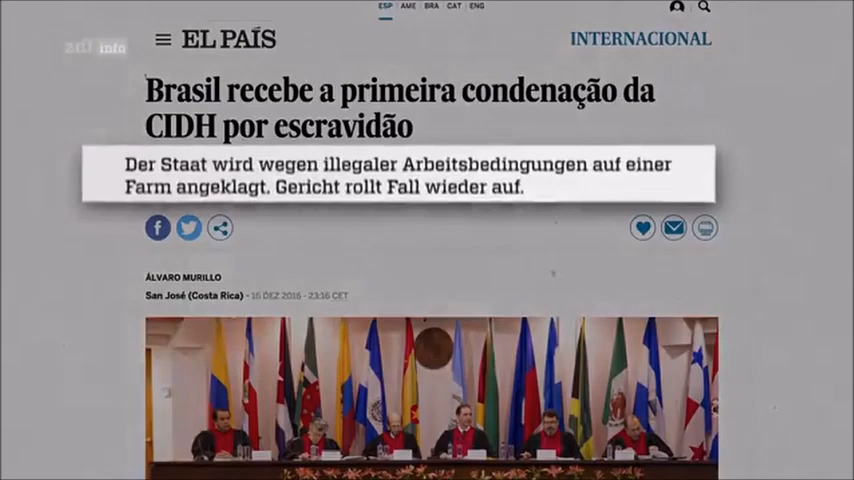 ESP AME BRA CAT ENG
zdf info
EL PAÍS
INTERNACIONAL
Brasil recebe a primeira condenação da
CIDH por escravidão
Der Staat wird wegen illegaler Arbeitsbedingungen auf einer
Farm angeklagt. Gericht rollt Fall wieder auf.
ÁLVARO MURILLO
San José (Costa Rica) - 16 DEZ 2016 - 23:16 CET